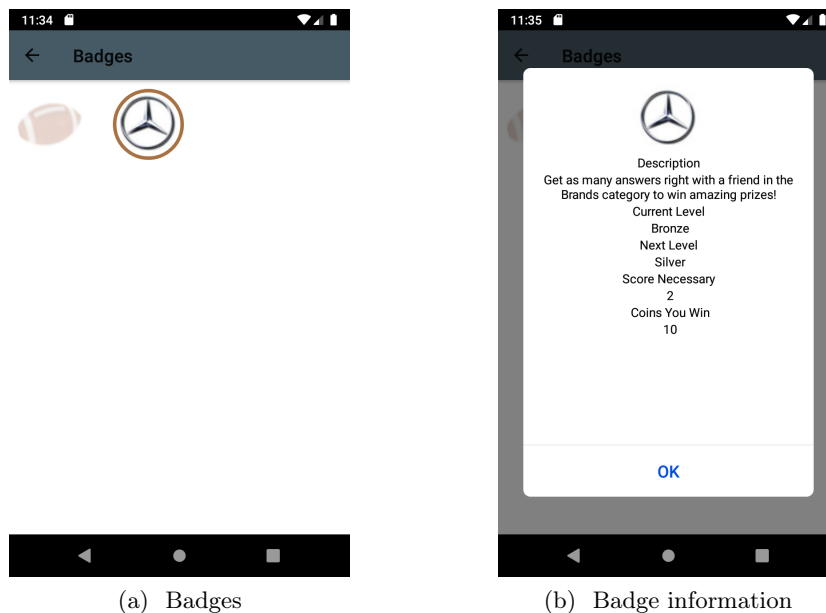 11:34
Badges
(a) Badges
11:35
Badges
Description
Get as many answers right with a friend in the
Brands category to win amazing prizes!
Current Level
Bronze
Next Level
Silver
Score Necessary
2
Coins You Win
10
OK
(b) Badge information